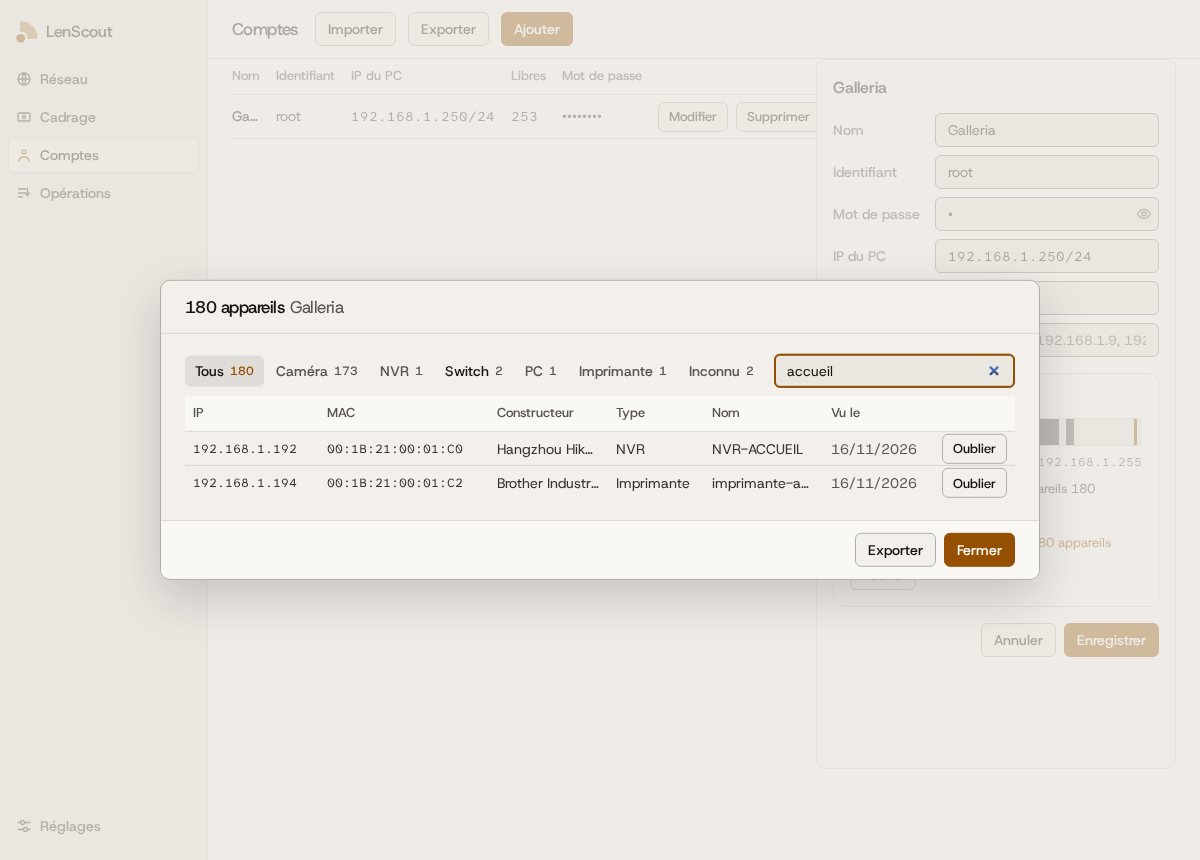 LenScout
Réseau
Cadrage
Comptes
Opérations
Réglages
Comptes Importer Exporter Ajouter
Nom Identifiant IP du PC Libres Mot de passe
Ga… root 192.168.1.250/24 253 •••••••• Modifier Supprimer
Galleria
Nom Galleria
Identifiant root
Mot de passe •
IP du PC 192.168.1.250/24
192.168.1.9, 192
192.168.1.255
areils 180
80 appareils
Annuler Enregistrer
180 appareils Galleria
Tous 180 Caméra 173 NVR 1 Switch 2 PC 1 Imprimante 1 Inconnu 2 accueil
IP MAC Constructeur Type Nom Vu le
192.168.1.192 00:1B:21:00:01:C0 Hangzhou Hik… NVR NVR-ACCUEIL 16/11/2026 Oublier
192.168.1.194 00:1B:21:00:01:C2 Brother Industr… Imprimante imprimante-a… 16/11/2026 Oublier
Exporter Fermer